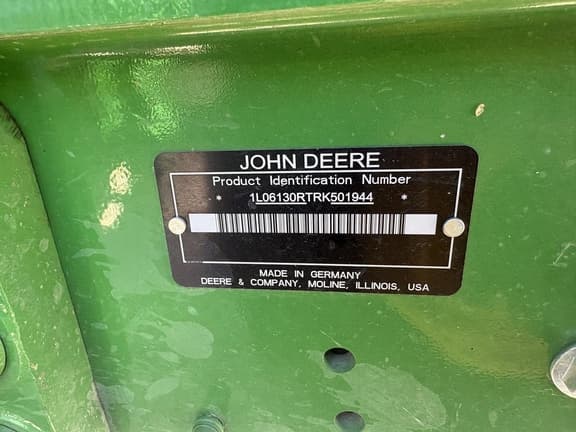 JOHN DEERE
Product Identification Number
* 1L06130RTRK501944 *
MADE IN GERMANY
DEERE & COMPANY, MOLINE, ILLINOIS, USA